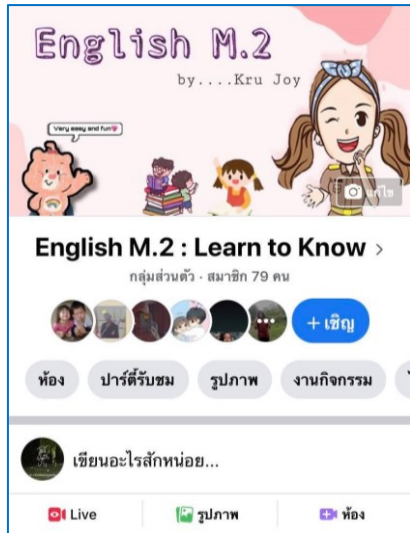 English M.2
by....Kru Joy
Very easy and fun
แก้ไข
English M.2 : Learn to Know >
กลุ่มส่วนตัว · สมาชิก 79 คน
+ เชิญ
ห้อง ปาร์ตี้รับชม รูปภาพ งานกิจกรรม
เขียนอะไรสักหน่อย...
Live รูปภาพ ห้อง